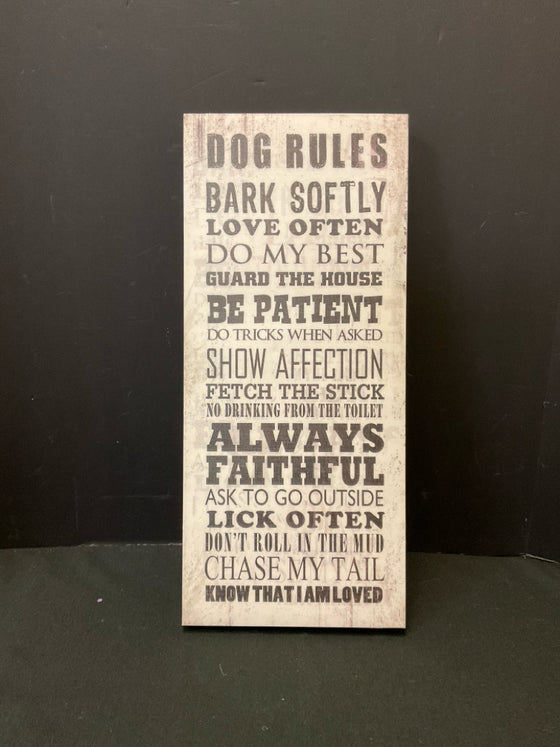 DOG RULES
BARK SOFTLY
LOVE OFTEN
DO MY BEST
GUARD THE HOUSE
BE PATIENT
DO TRICKS WHEN ASKED
SHOW AFFECTION
FETCH THE STICK
NO DRINKING FROM THE TOILET
ALWAYS
FAITHFUL
ASK TO GO OUTSIDE
LICK OFTEN
DON'T ROLL IN THE MUD
CHASE MY TAIL
KNOW THAT I AM LOVED